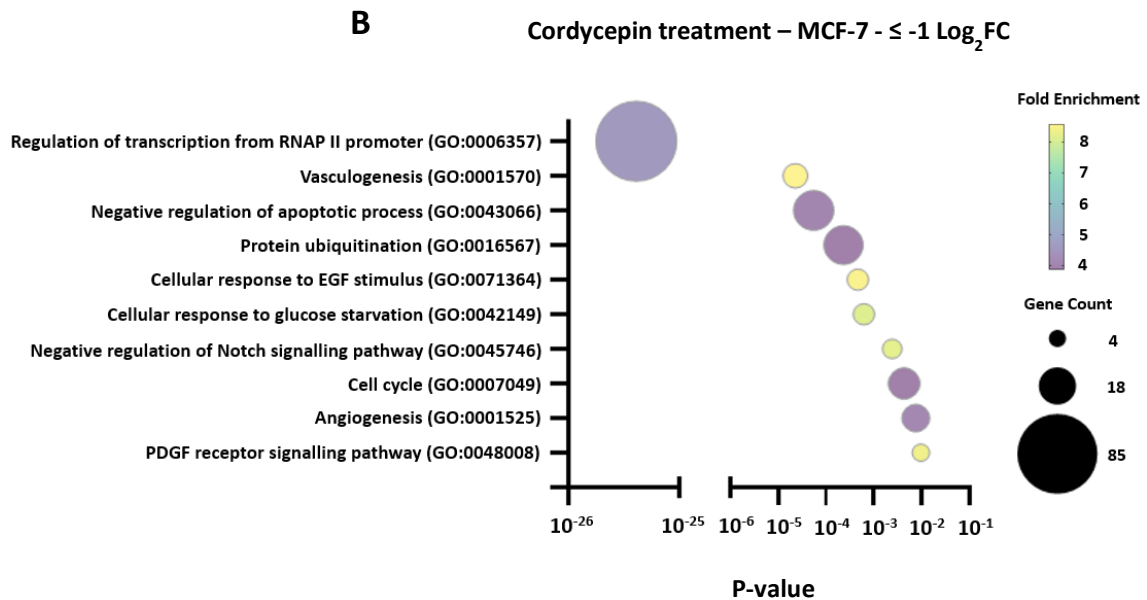 B
Cordycepin treatment – MCF-7 - ≤ -1 Log₂FC
Regulation of transcription from RNAP II promoter (GO:0006357)
Vasculogenesis (GO:0001570)
Negative regulation of apoptotic process (GO:0043066)
Protein ubiquitination (GO:0016567)
Cellular response to EGF stimulus (GO:0071364)
Cellular response to glucose starvation (GO:0042149)
Negative regulation of Notch signalling pathway (GO:0045746)
Cell cycle (GO:0007049)
Angiogenesis (GO:0001525)
PDGF receptor signalling pathway (GO:0048008)
10⁻²⁶ 10⁻²⁵ 10⁻⁶ 10⁻⁵ 10⁻⁴ 10⁻³ 10⁻² 10⁻¹
P-value
Fold Enrichment
8
7
6
5
4
Gene Count
4
18
85